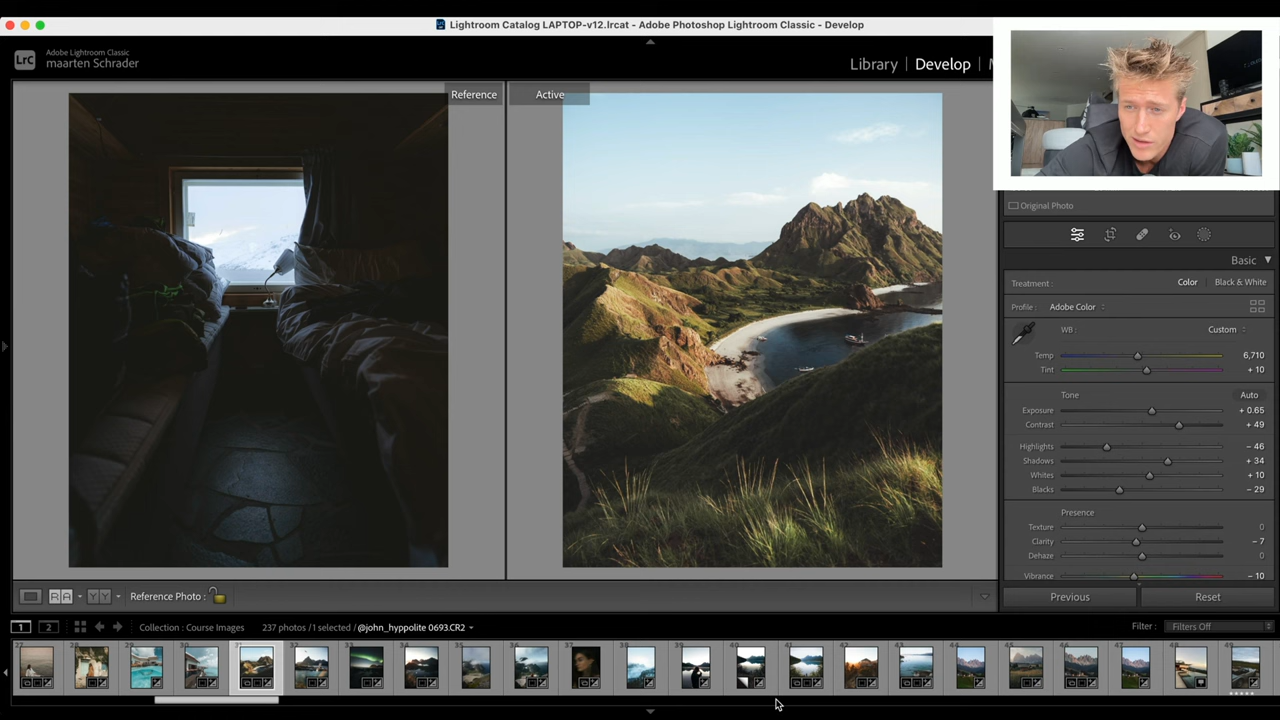 Lightroom Catalog LAPTOP-v12.lrcat - Adobe Photoshop Lightroom Classic - Develop
LrC
Adobe Lightroom Classic
maarten Schrader
Library | Develop
Reference
Active
Original Photo
Basic
Treatment : Color Black & White
Profile : Adobe Color
WB : Custom
Temp 6,710
Tint + 10
Tone Auto
Exposure + 0.65
Contrast + 49
Highlights − 46
Shadows + 34
Whites + 10
Blacks − 29
Presence
Texture 0
Clarity − 7
Dehaze 0
Vibrance − 10
RA YY Reference Photo :
Previous Reset
1 2 Collection : Course Images 237 photos / 1 selected / @john_hyppolite 0693.CR2
Filter : Filters Off